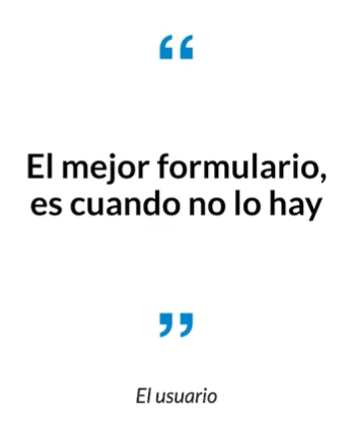 “
El mejor formulario,
es cuando no lo hay
”
El usuario